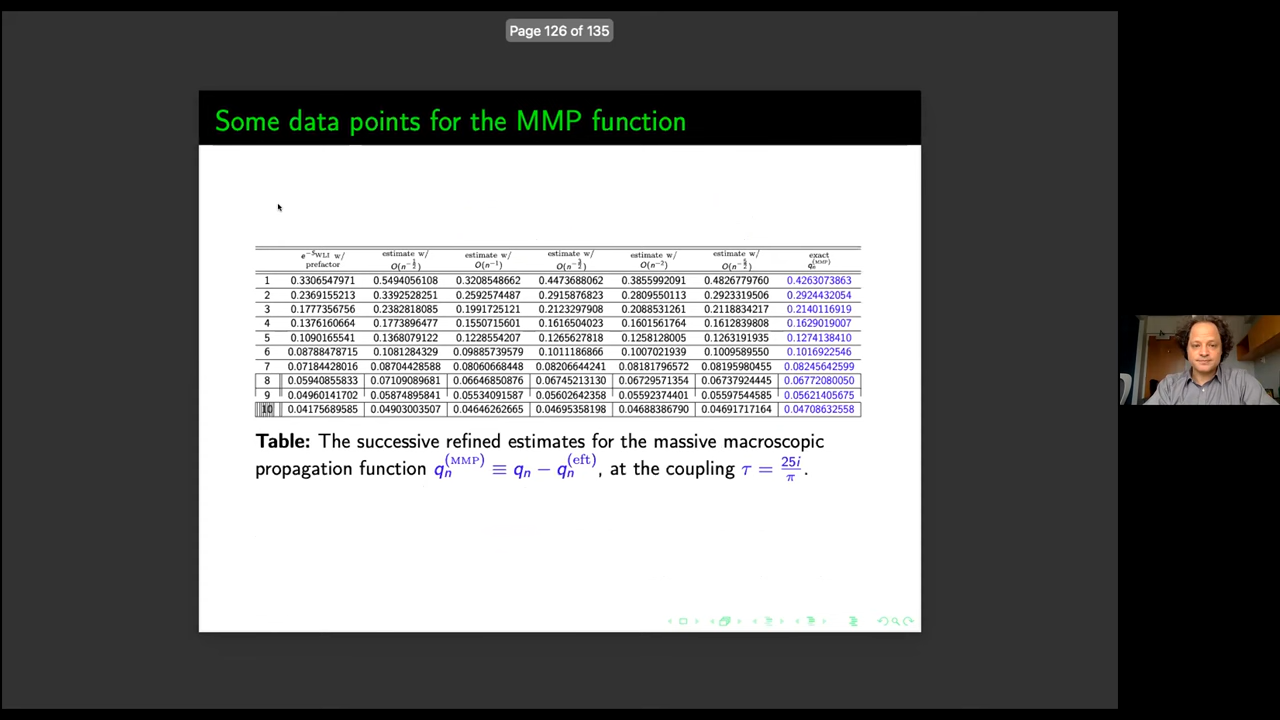 Page 126 of 135
Some data points for the MMP function
e^{-S_{WLI}} w/ prefactor | estimate w/ O(n^{-1/2}) | estimate w/ O(n^{-1}) | estimate w/ O(n^{-3/2}) | estimate w/ O(n^{-2}) | estimate w/ O(n^{-5/2}) | exact q_n^{(MMP)}
1 0.3306547971 0.5494056108 0.3208548662 0.4473688062 0.3855992091 0.4826779760 0.4263073863
2 0.2369155213 0.3392528251 0.2592574487 0.2915876823 0.2809550113 0.2923319506 0.2924432054
3 0.1777356756 0.2382818085 0.1991725121 0.2123297908 0.2088531261 0.2118834217 0.2140116919
4 0.1376160664 0.1773896477 0.1550715601 0.1616504023 0.1601561764 0.1612839808 0.1629019007
5 0.1090165541 0.1368079122 0.1228554207 0.1265627818 0.1258128005 0.1263191935 0.1274138410
6 0.08788478715 0.1081284329 0.09885739579 0.1011186866 0.1007021939 0.1009589550 0.1016922546
7 0.07184428016 0.08704428588 0.08060668448 0.08206644241 0.08181796572 0.08195980455 0.08245642599
8 0.05940855833 0.07109089681 0.06646850876 0.06745213130 0.06729571354 0.06737924445 0.06772080050
9 0.04960141702 0.05874895841 0.05534091587 0.05602642358 0.05592374401 0.05597544585 0.05621405675
10 0.04175689585 0.04903003507 0.04646262665 0.04695358198 0.04688386790 0.04691717164 0.04708632558
Table: The successive refined estimates for the massive macroscopic
propagation function q_n^{(MMP)} ≡ q_n − q_n^{(eft)}, at the coupling τ = 25i/π.